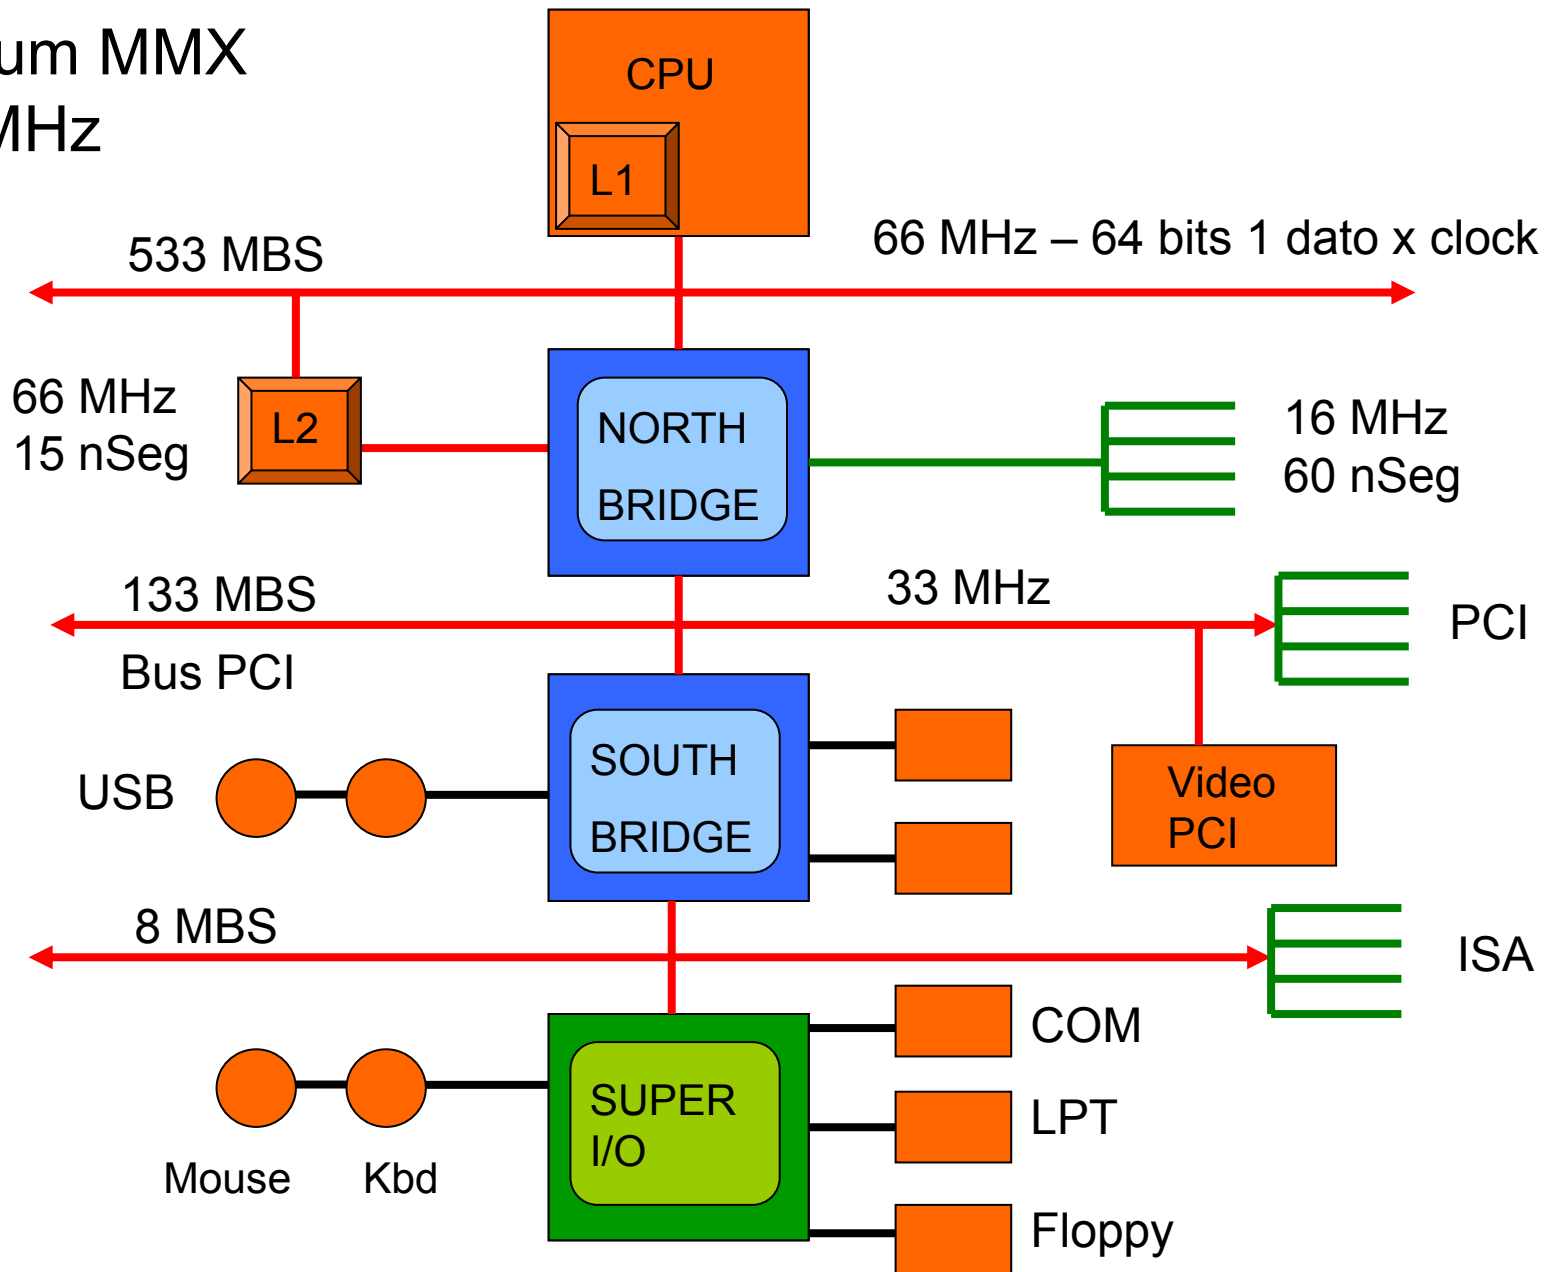 um MMX
MHz
CPU
L1
533 MBS
66 MHz – 64 bits 1 dato x clock
66 MHz
15 nSeg
L2
NORTH
BRIDGE
16 MHz
60 nSeg
133 MBS
33 MHz
PCI
Bus PCI
SOUTH
BRIDGE
USB
Video
PCI
8 MBS
ISA
COM
SUPER
I/O
LPT
Mouse
Kbd
Floppy